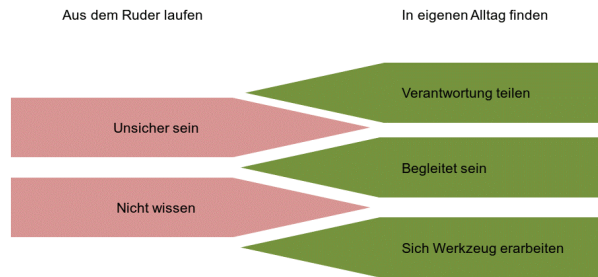 Aus dem Ruder laufen
In eigenen Alltag finden
Verantwortung teilen
Unsicher sein
Begleitet sein
Nicht wissen
Sich Werkzeug erarbeiten